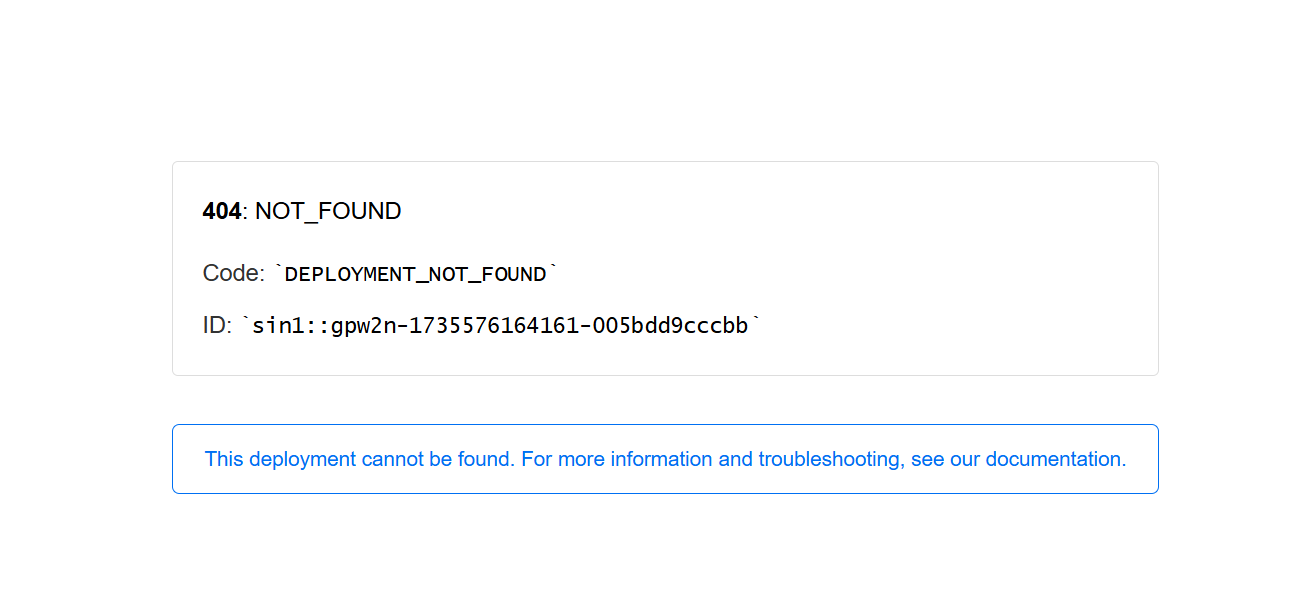 404: NOT_FOUND
Code: `DEPLOYMENT_NOT_FOUND`
ID: `sin1::gpw2n-1735576164161-005bdd9cccbb`
This deployment cannot be found. For more information and troubleshooting, see our documentation.